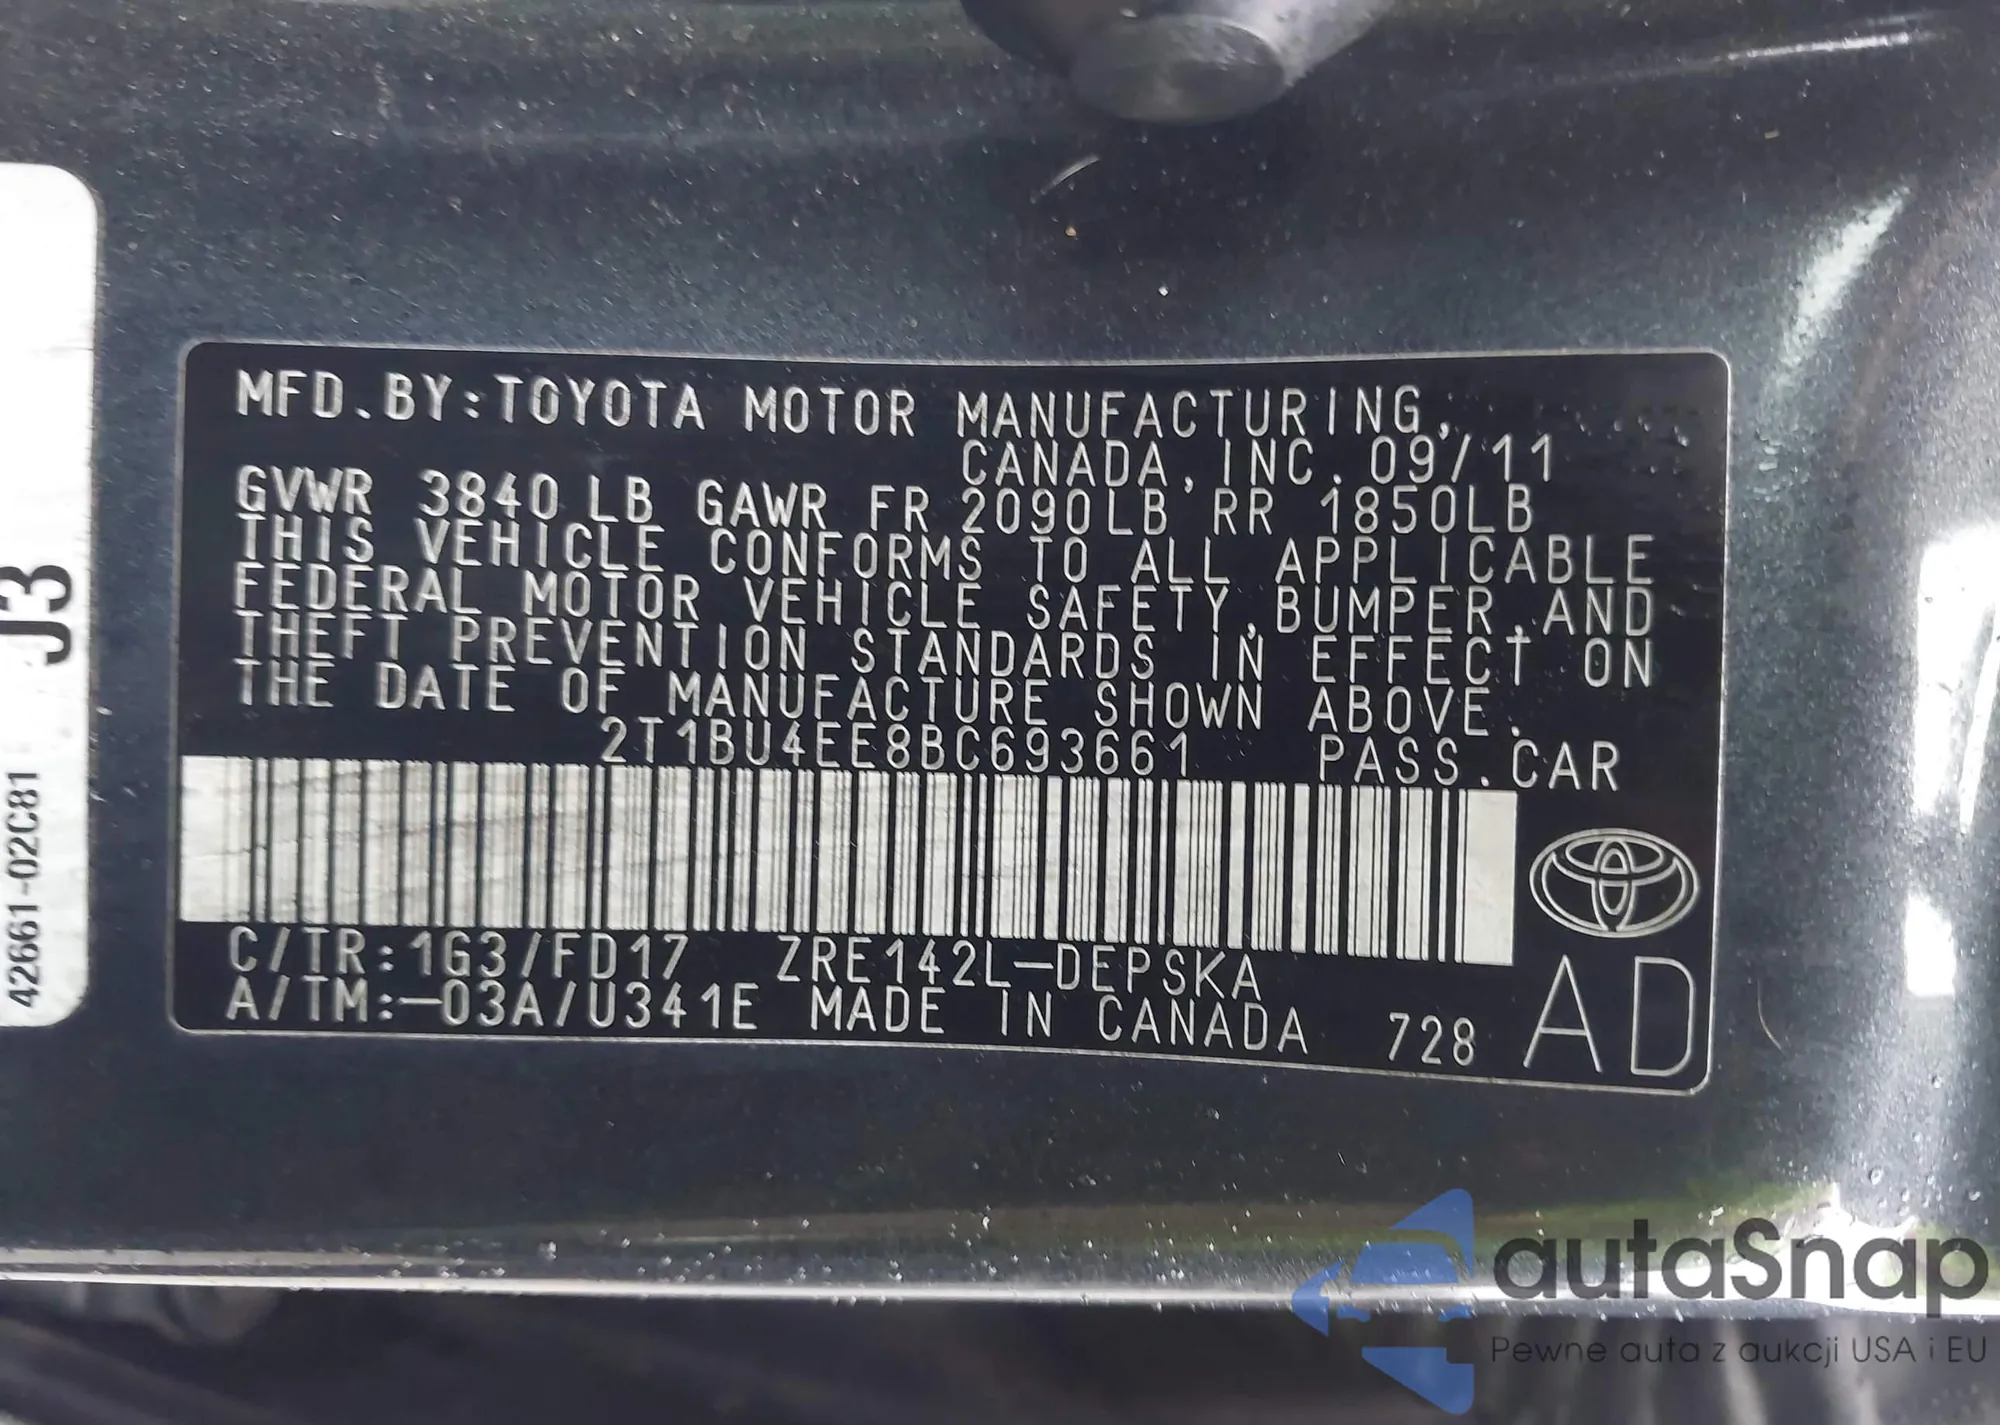 MFD.BY:TOYOTA MOTOR MANUFACTURING,
CANADA,INC. 09/11
GVWR 3840LB GAWR FR 2090LB RR 1850LB
THIS VEHICLE CONFORMS TO ALL APPLICABLE
FEDERAL MOTOR VEHICLE SAFETY,BUMPER,AND
THEFT PREVENTION STANDARDS IN EFFECT ON
THE DATE OF MANUFACTURE SHOWN ABOVE.
2T1BU4EE8BC693661 PASS.CAR
C/TR:1G3/FD17 ZRE142L-DEPSKA
A/TM:-03A/U341E MADE IN CANADA 728
AD
J3
42661-02C81
autaSnap
Pewne auta z aukcji USA i EU